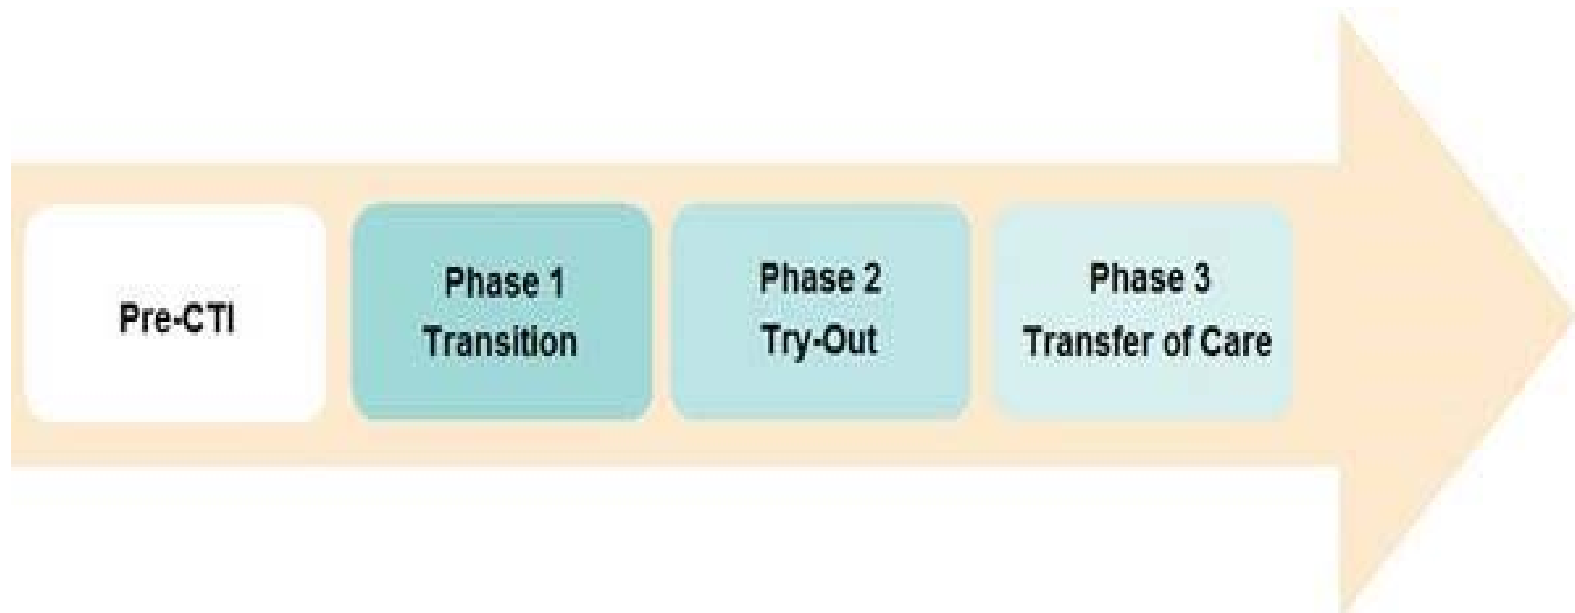 Pre-CTI
Phase 1
Transition
Phase 2
Try-Out
Phase 3
Transfer of Care